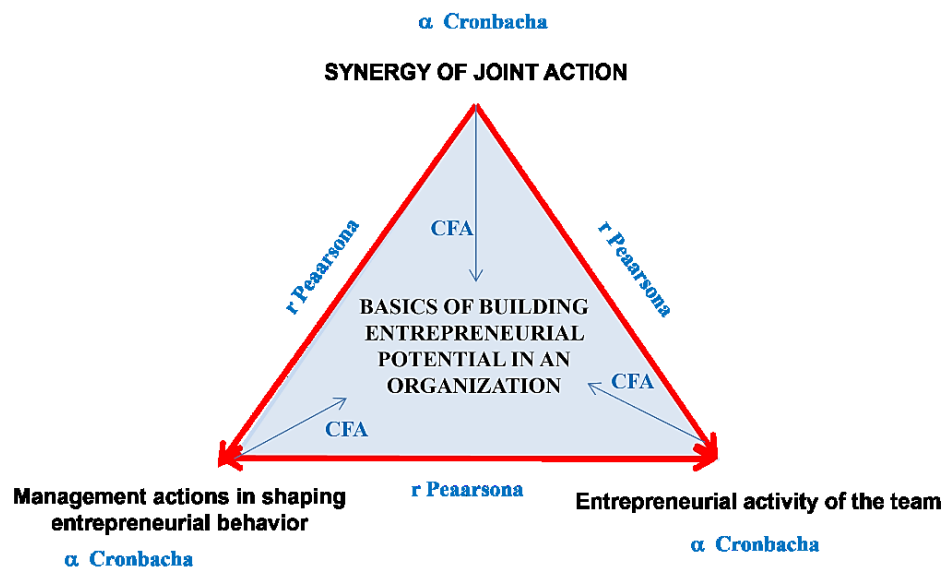 α Cronbacha
SYNERGY OF JOINT ACTION
r Peaarsona
r Peaarsona
CFA
BASICS OF BUILDING
ENTREPRENEURIAL
POTENTIAL IN AN
ORGANIZATION
CFA
CFA
r Peaarsona
Management actions in shaping
entrepreneurial behavior
α Cronbacha
Entrepreneurial activity of the team
α Cronbacha